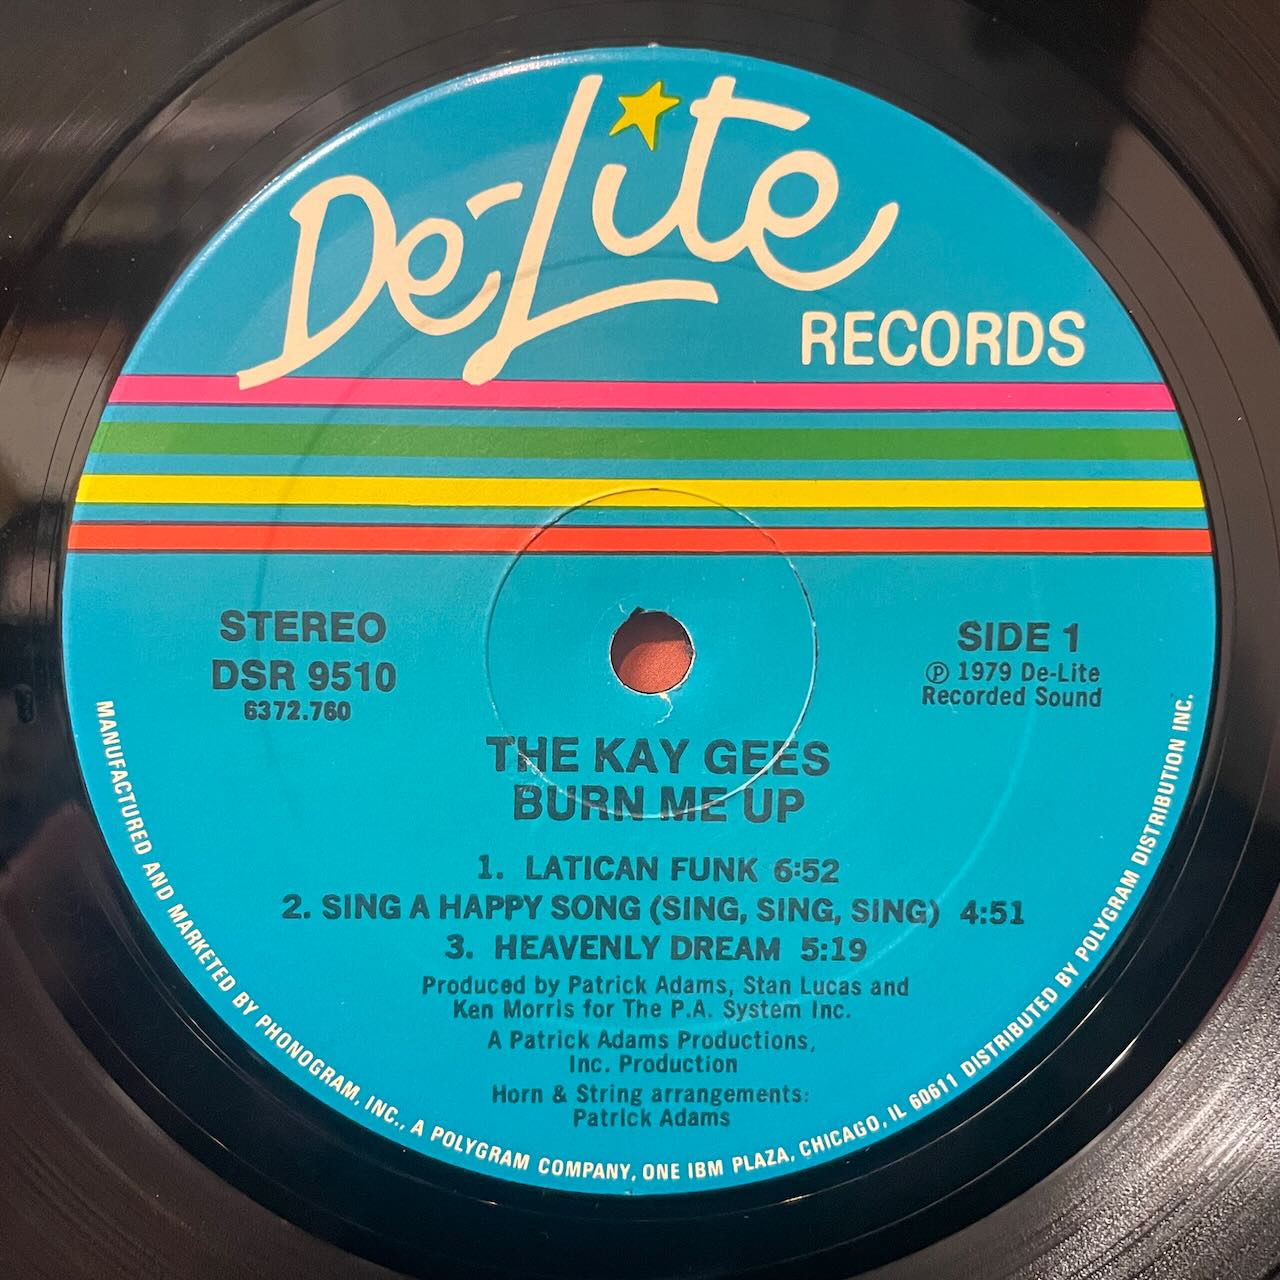 De-Lite
RECORDS
STEREO
DSR 9510
6372.760
SIDE 1
℗ 1979 De-Lite
Recorded Sound
THE KAY GEES
BURN ME UP
1. LATICAN FUNK 6:52
2. SING A HAPPY SONG (SING, SING, SING) 4:51
3. HEAVENLY DREAM 5:19
Produced by Patrick Adams, Stan Lucas and
Ken Morris for The P.A. System Inc.
A Patrick Adams Productions,
Inc. Production
Horn & String arrangements:
Patrick Adams
MANUFACTURED AND MARKETED BY PHONOGRAM, INC., A POLYGRAM COMPANY, ONE IBM PLAZA, CHICAGO, IL 60611 DISTRIBUTED BY POLYGRAM DISTRIBUTION INC.